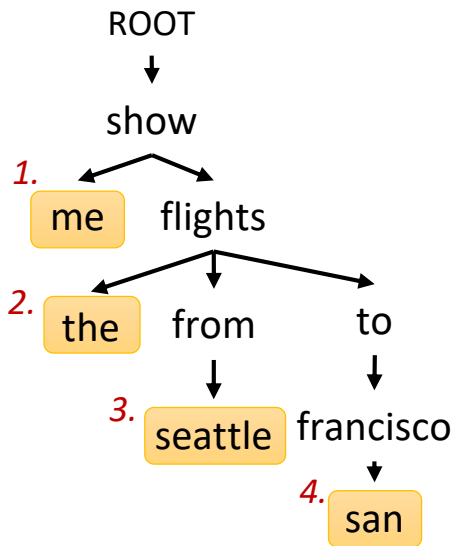 ROOT
show
1.
me flights
2.
the from to
3.
seattle francisco
4.
san